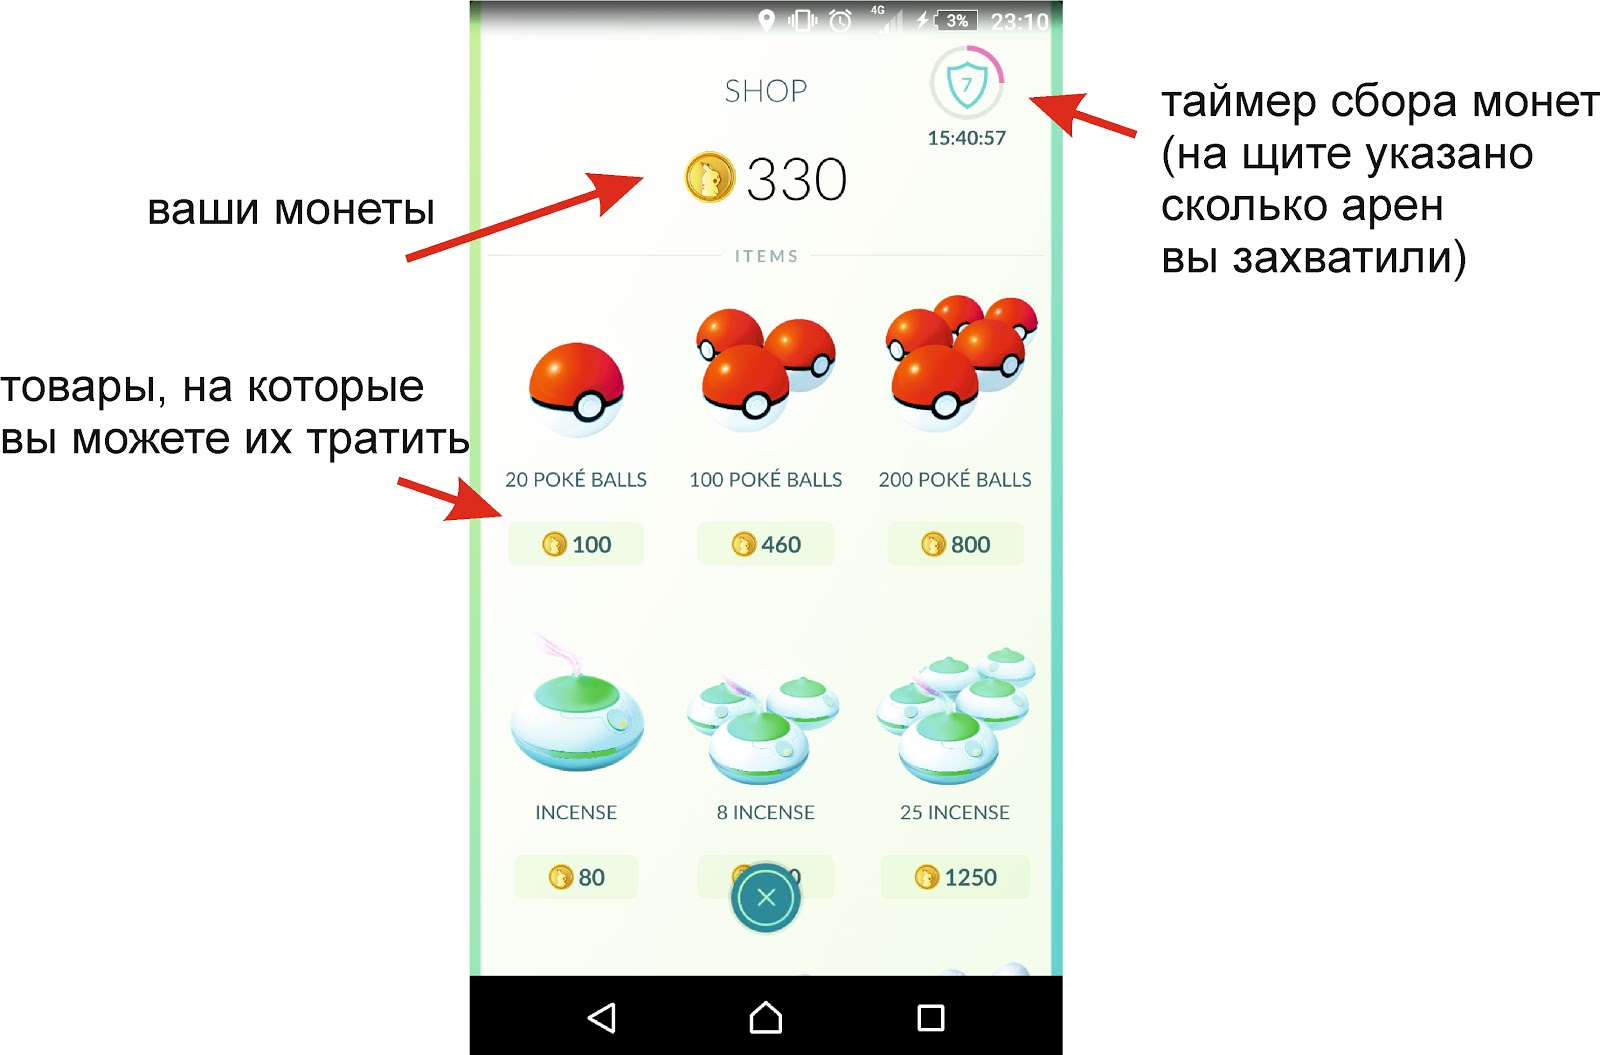 4G
3%
23:10
SHOP
7
15:40:57
таймер сбора монет
(на щите указано
сколько арен
вы захватили)
330
ваши монеты
ITEMS
товары, на которые
вы можете их тратить
20 POKÉ BALLS
100 POKÉ BALLS
200 POKÉ BALLS
100
460
800
INCENSE
8 INCENSE
25 INCENSE
80
1250